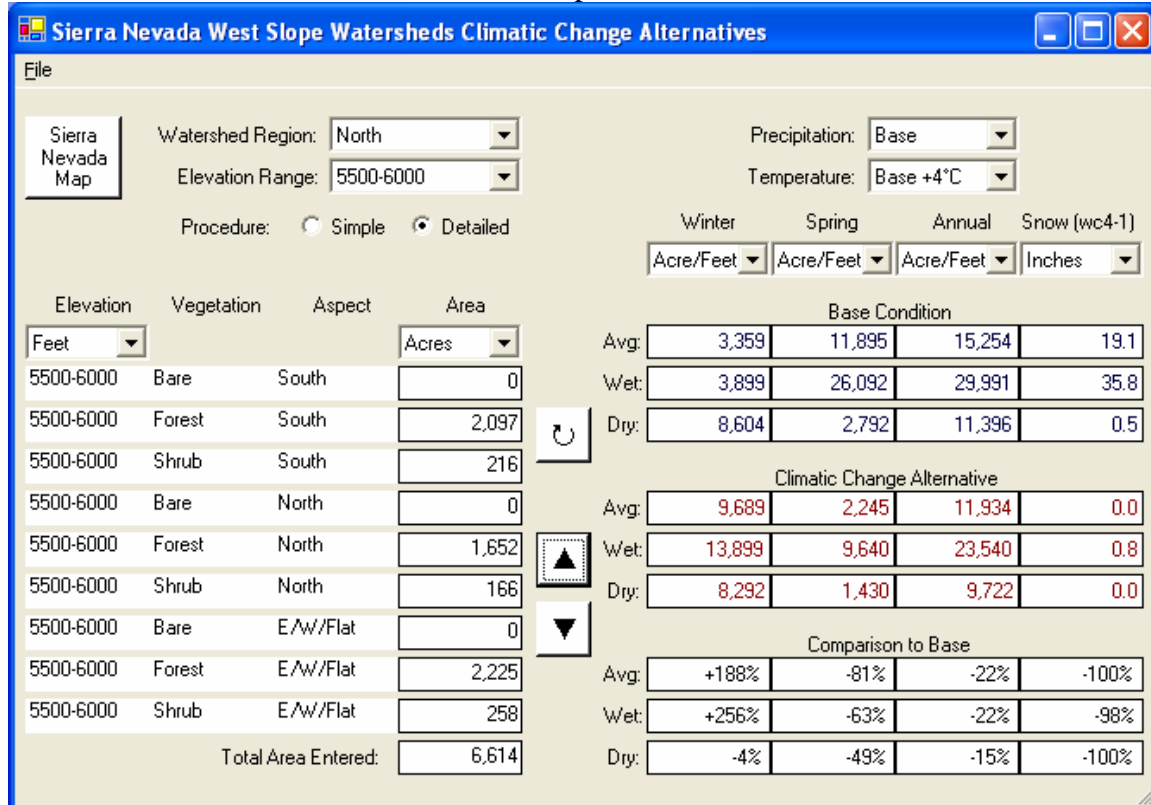 Sierra Nevada West Slope Watersheds Climatic Change Alternatives
File
Sierra Nevada Map
Watershed Region: North
Elevation Range: 5500-6000
Procedure: Simple Detailed
Precipitation: Base
Temperature: Base +4°C
Winter Spring Annual Snow (wc4-1)
Acre/Feet Acre/Feet Acre/Feet Inches
Elevation Vegetation Aspect Area
Feet Acres
5500-6000 Bare South 0
5500-6000 Forest South 2,097
5500-6000 Shrub South 216
5500-6000 Bare North 0
5500-6000 Forest North 1,652
5500-6000 Shrub North 166
5500-6000 Bare E/W/Flat 0
5500-6000 Forest E/W/Flat 2,225
5500-6000 Shrub E/W/Flat 258
Total Area Entered: 6,614
Base Condition
Avg: 3,359 11,895 15,254 19.1
Wet: 3,899 26,092 29,991 35.8
Dry: 8,604 2,792 11,396 0.5
Climatic Change Alternative
Avg: 9,689 2,245 11,934 0.0
Wet: 13,899 9,640 23,540 0.8
Dry: 8,292 1,430 9,722 0.0
Comparison to Base
Avg: +188% -81% -22% -100%
Wet: +256% -63% -22% -98%
Dry: -4% -49% -15% -100%